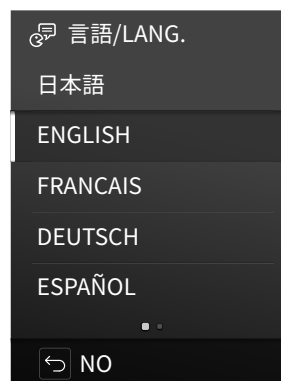 言語/LANG.
日本語
ENGLISH
FRANCAIS
DEUTSCH
ESPAÑOL
NO